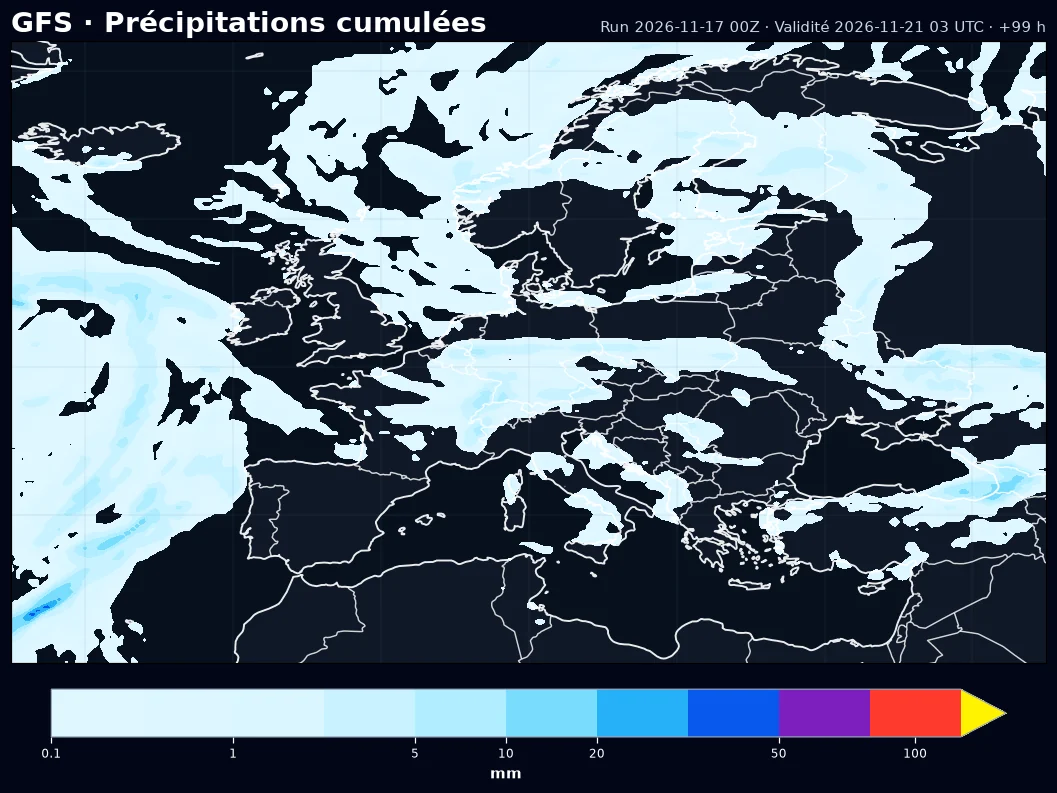 GFS · Précipitations cumulées
Run 2026-11-17 00Z · Validité 2026-11-21 03 UTC · +99 h
0.1 1 5 10 20 50 100
mm